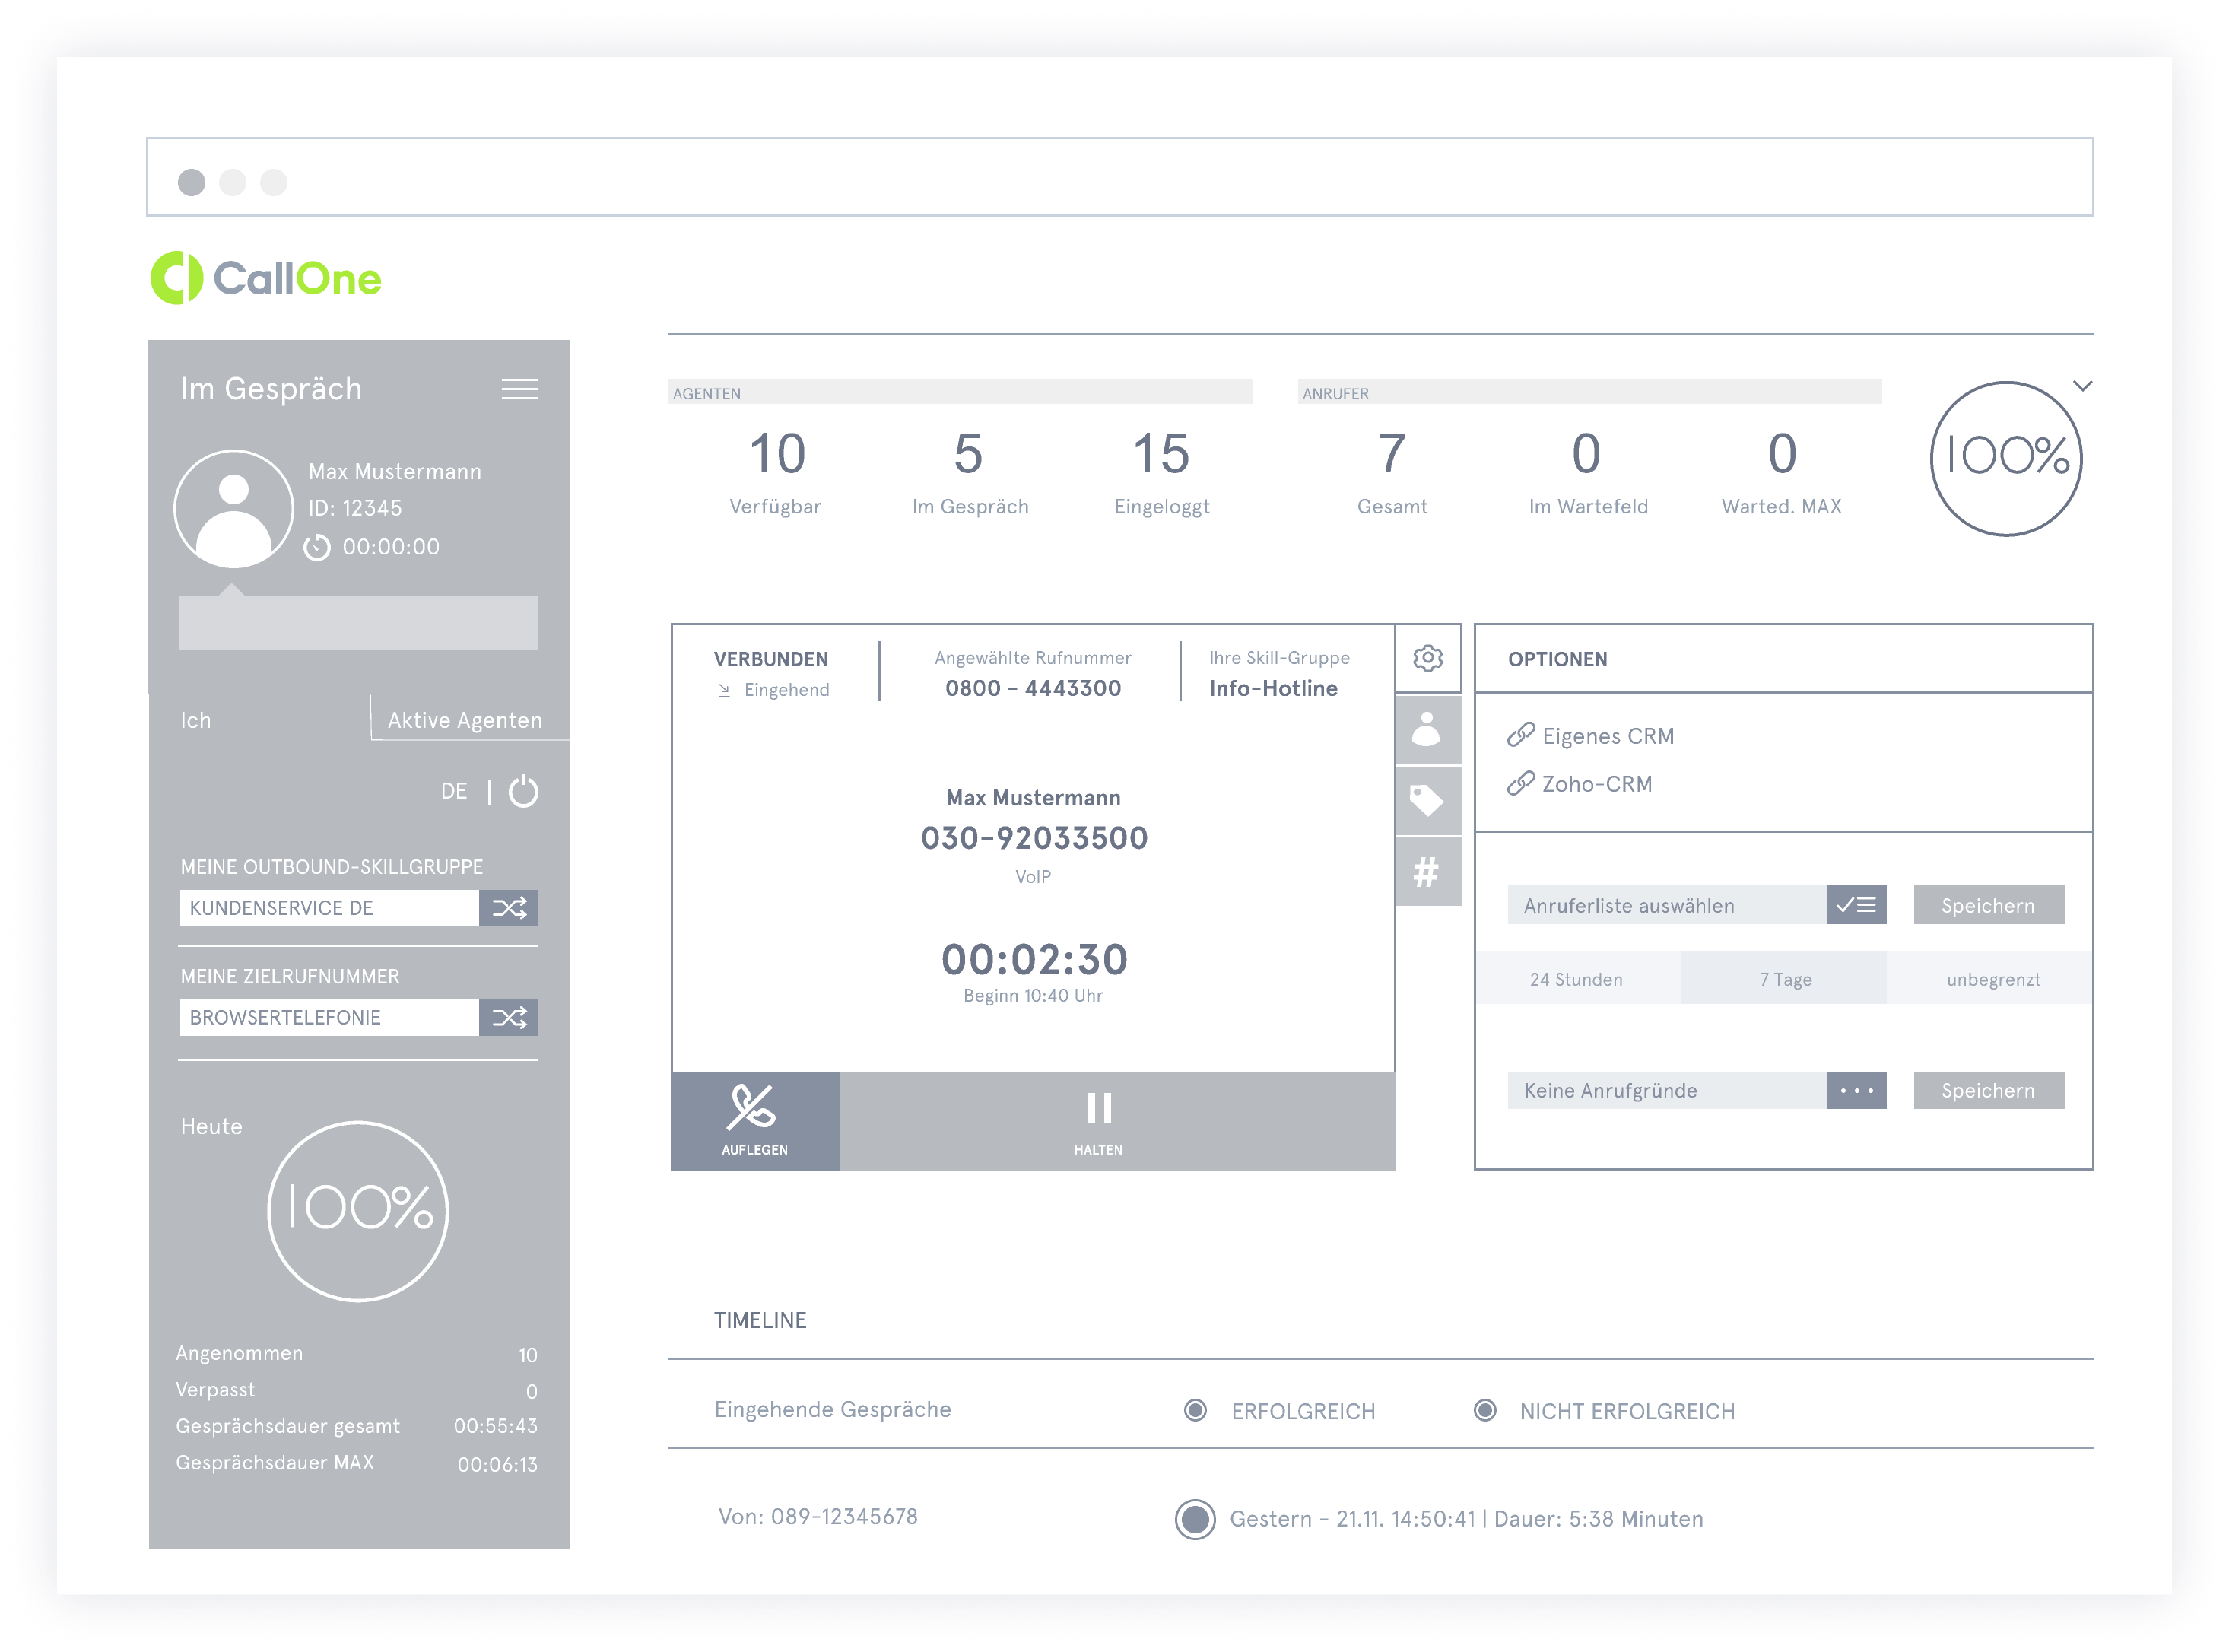 CallOne
Im Gespräch
Max Mustermann
ID: 12345
00:00:00
Ich
Aktive Agenten
DE |
MEINE OUTBOUND-SKILLGRUPPE
KUNDENSERVICE DE
MEINE ZIELRUFNUMMER
BROWSERTELEFONIE
Heute
100%
Angenommen 10
Verpasst 0
Gesprächsdauer gesamt 00:55:43
Gesprächsdauer MAX 00:06:13
AGENTEN
10 5 15
Verfügbar Im Gespräch Eingeloggt
ANRUFER
7 0 0
Gesamt Im Wartefeld Warted. MAX
100%
VERBUNDEN
Eingehend
Angewählte Rufnummer
0800 - 4443300
Ihre Skill-Gruppe
Info-Hotline
Max Mustermann
030-92033500
VoIP
00:02:30
Beginn 10:40 Uhr
AUFLEGEN
HALTEN
#
OPTIONEN
Eigenes CRM
Zoho-CRM
Anruferliste auswählen
Speichern
24 Stunden 7 Tage unbegrenzt
Keine Anrufgründe
Speichern
TIMELINE
Eingehende Gespräche ERFOLGREICH NICHT ERFOLGREICH
Von: 089-12345678 Gestern - 21.11. 14:50:41 | Dauer: 5:38 Minuten